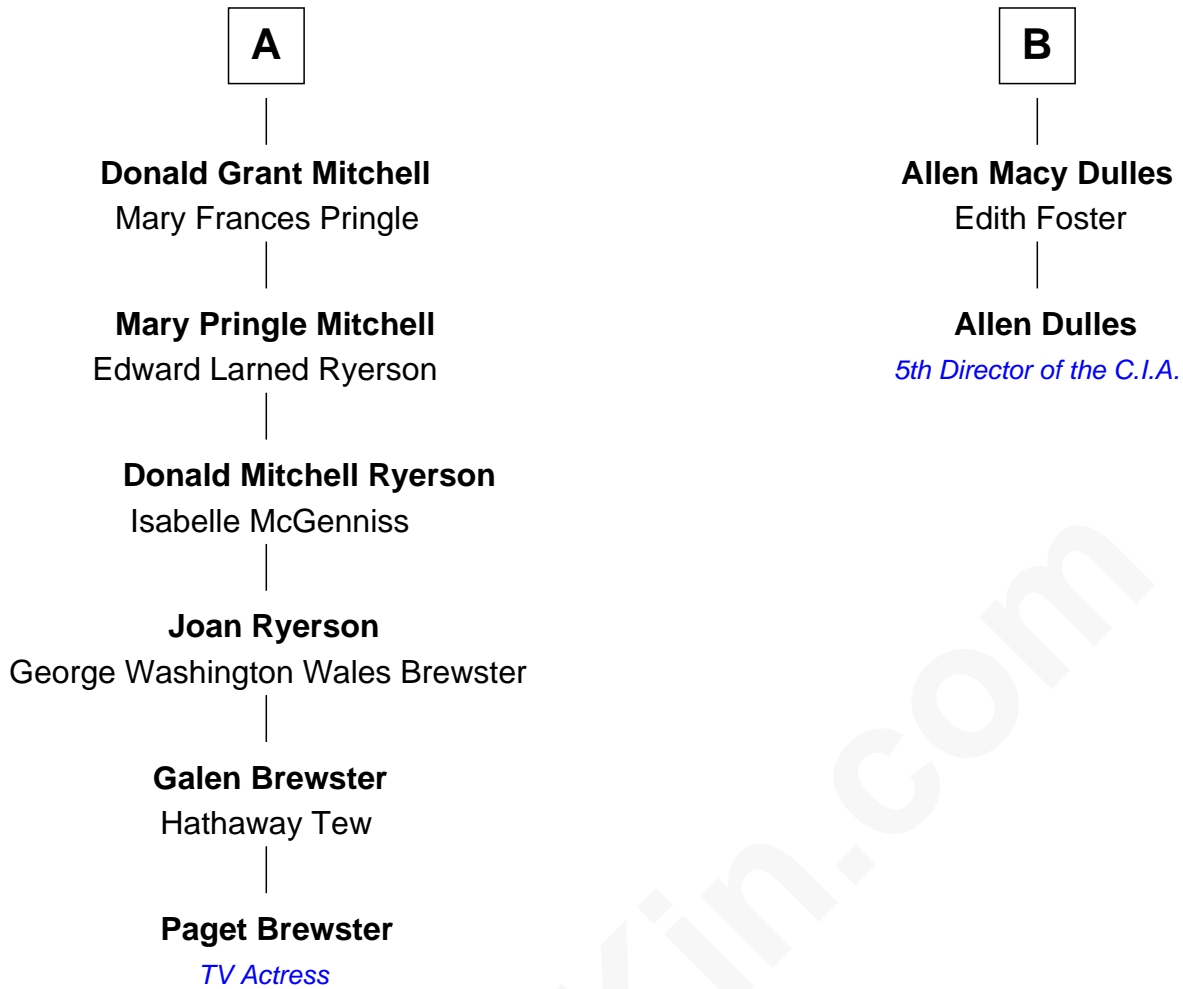 A
Donald Grant Mitchell
Mary Frances Pringle
Mary Pringle Mitchell
Edward Larned Ryerson
Donald Mitchell Ryerson
Isabelle McGenniss
Joan Ryerson
George Washington Wales Brewster
Galen Brewster
Hathaway Tew
Paget Brewster
TV Actress
B
Allen Macy Dulles
Edith Foster
Allen Dulles
5th Director of the C.I.A.
Kin.com